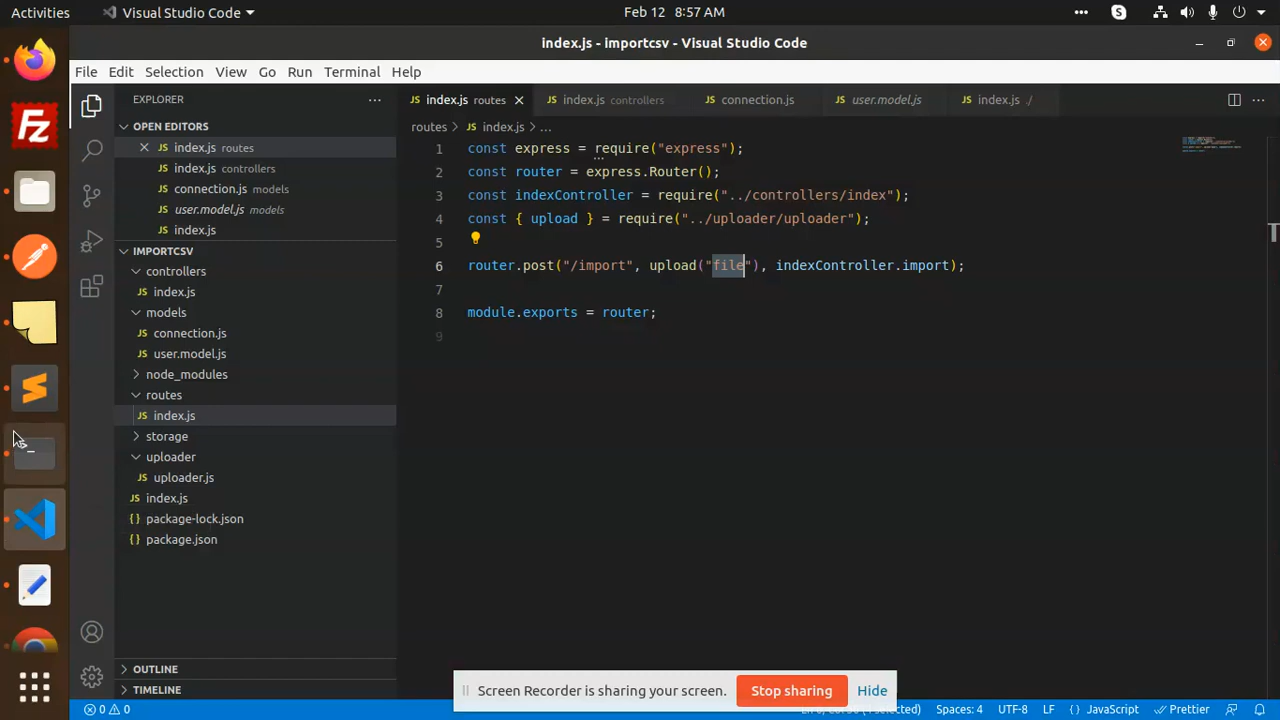 Activities
Visual Studio Code
Feb 12 8:57 AM
index.js - importcsv - Visual Studio Code
File Edit Selection View Go Run Terminal Help
EXPLORER
index.js routes
index.js controllers
connection.js
user.model.js
index.js ./
OPEN EDITORS
index.js routes
index.js controllers
connection.js models
user.model.js models
index.js
IMPORTCSV
controllers
index.js
models
connection.js
user.model.js
node_modules
routes
index.js
storage
uploader
uploader.js
index.js
package-lock.json
package.json
OUTLINE
TIMELINE
routes > index.js > ...
1 const express = require("express");
2 const router = express.Router();
3 const indexController = require("../controllers/index");
4 const { upload } = require("../uploader/uploader");
5
6 router.post("/import", upload("file"), indexController.import);
7
8 module.exports = router;
9
Screen Recorder is sharing your screen. Stop sharing Hide
0 0
selected) Spaces: 4 UTF-8 LF {} JavaScript Prettier